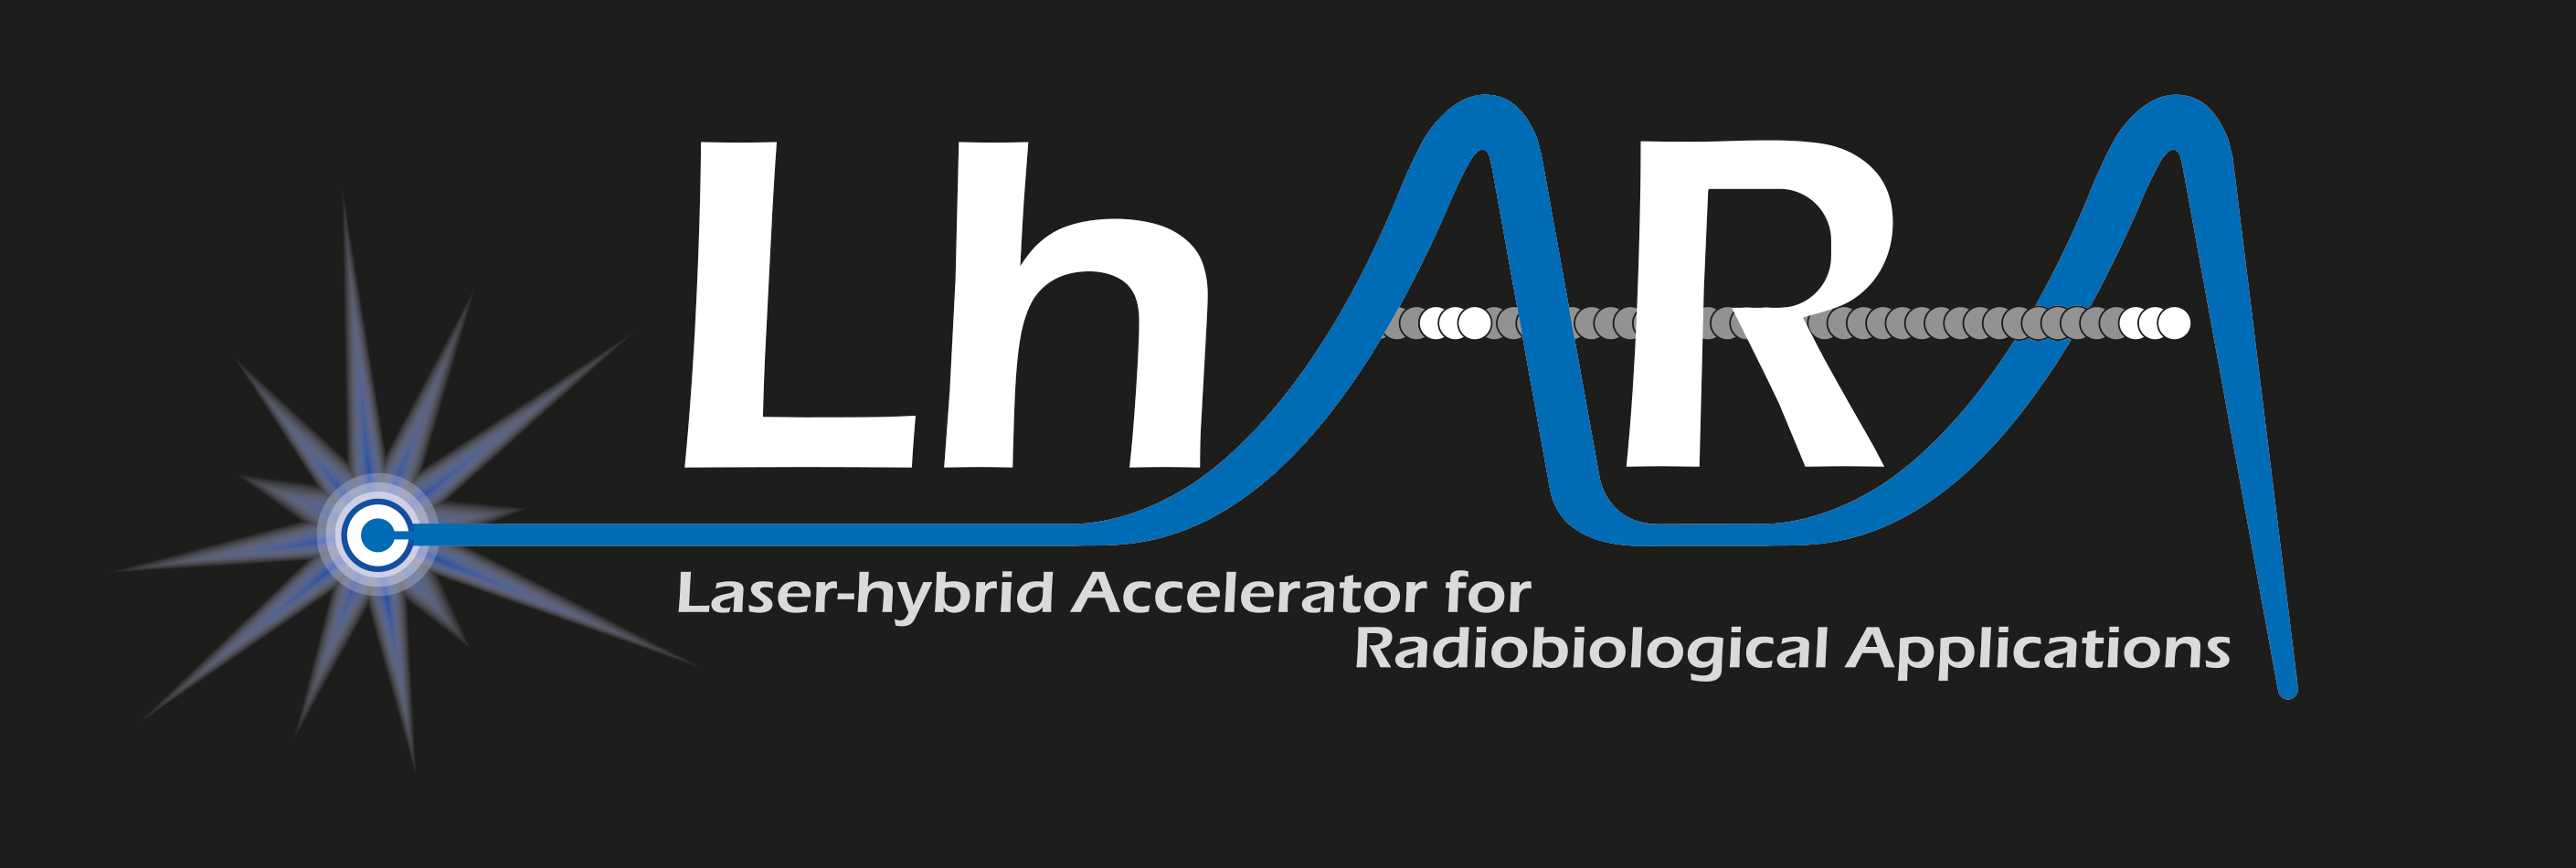 LhARA
Laser-hybrid Accelerator for
Radiobiological Applications